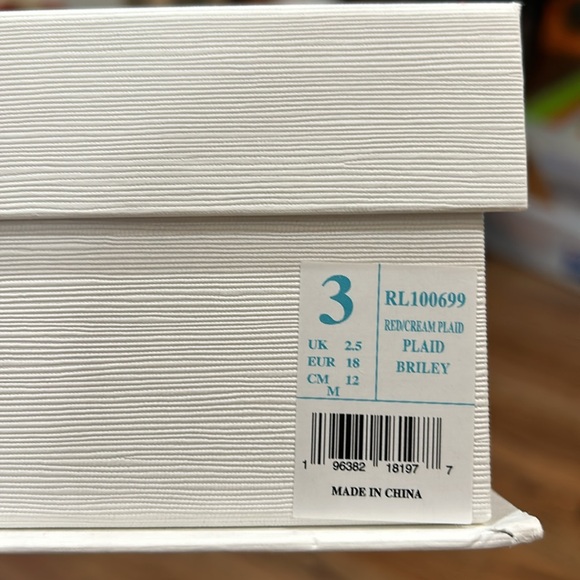 3
UK 2.5
EUR 18
CM 12
M
RL100699
RED/CREAM PLAID
PLAID
BRILEY
1 96382 18197 7
MADE IN CHINA